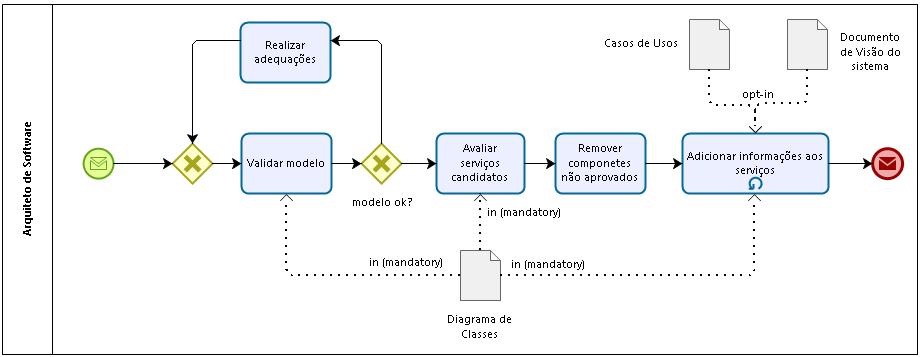 Arquiteto de Software
Realizar
adequações
Casos de Usos
Documento
de Visão do
sistema
opt-in
Validar modelo
modelo ok?
Avaliar
serviços
candidatos
Remover
componetes
não aprovados
Adicionar informações aos
serviços
in (mandatory)
in (mandatory)
in (mandatory)
Diagrama de
Classes